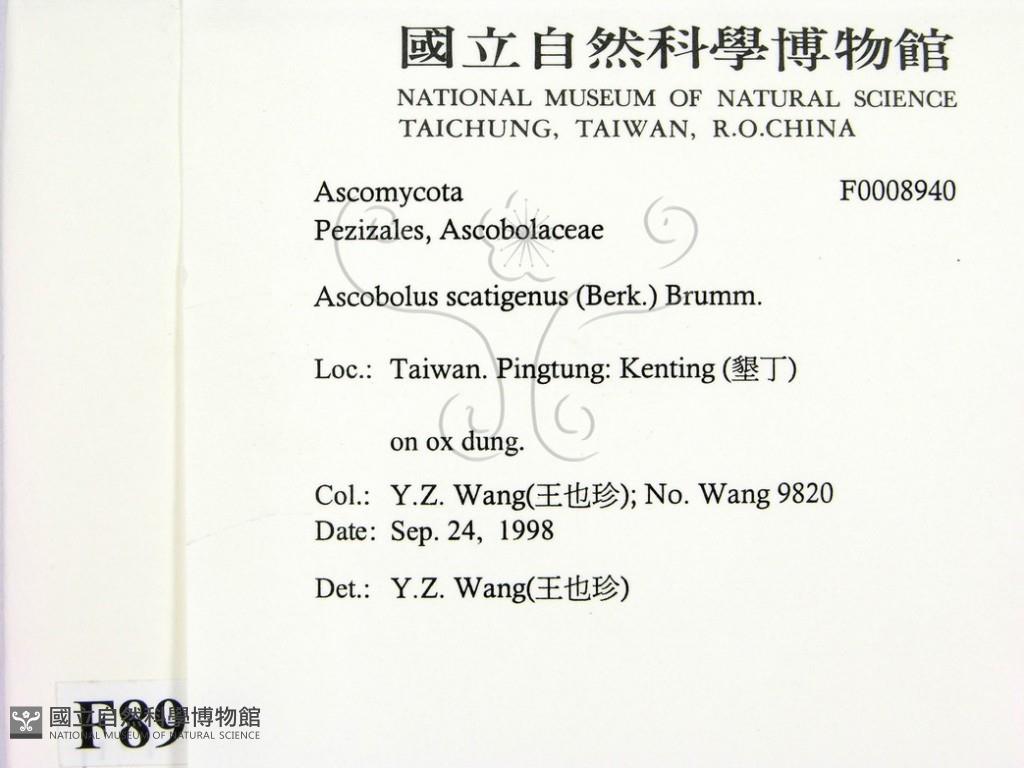 國立自然科學博物館
NATIONAL MUSEUM OF NATURAL SCIENCE
TAICHUNG, TAIWAN, R.O.CHINA
Ascomycota F0008940
Pezizales, Ascobolaceae
Ascobolus scatigenus (Berk.) Brumm.
Loc.: Taiwan. Pingtung: Kenting (墾丁)
on ox dung.
Col.: Y.Z. Wang(王也珍); No. Wang 9820
Date: Sep. 24, 1998
Det.: Y.Z. Wang(王也珍)
F89
國立自然科學博物館
NATIONAL MUSEUM OF NATURAL SCIENCE